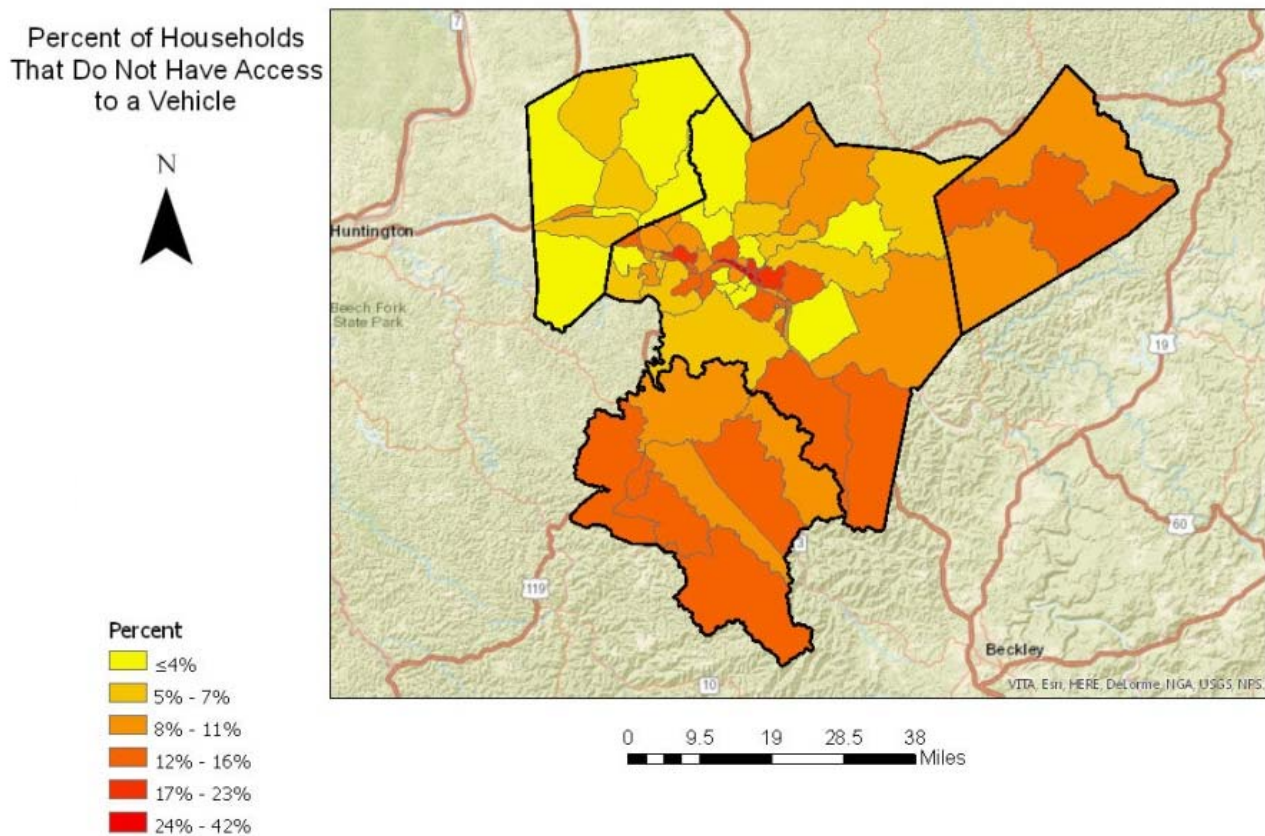 Percent of Households
That Do Not Have Access
to a Vehicle
N
7
Huntington
Beech Fork
State Park
19
60
3
119
Beckley
10
VITA, Esri, HERE, DeLorme, NGA, USGS, NPS
0 9.5 19 28.5 38
Miles
Percent
≤4%
5% - 7%
8% - 11%
12% - 16%
17% - 23%
24% - 42%